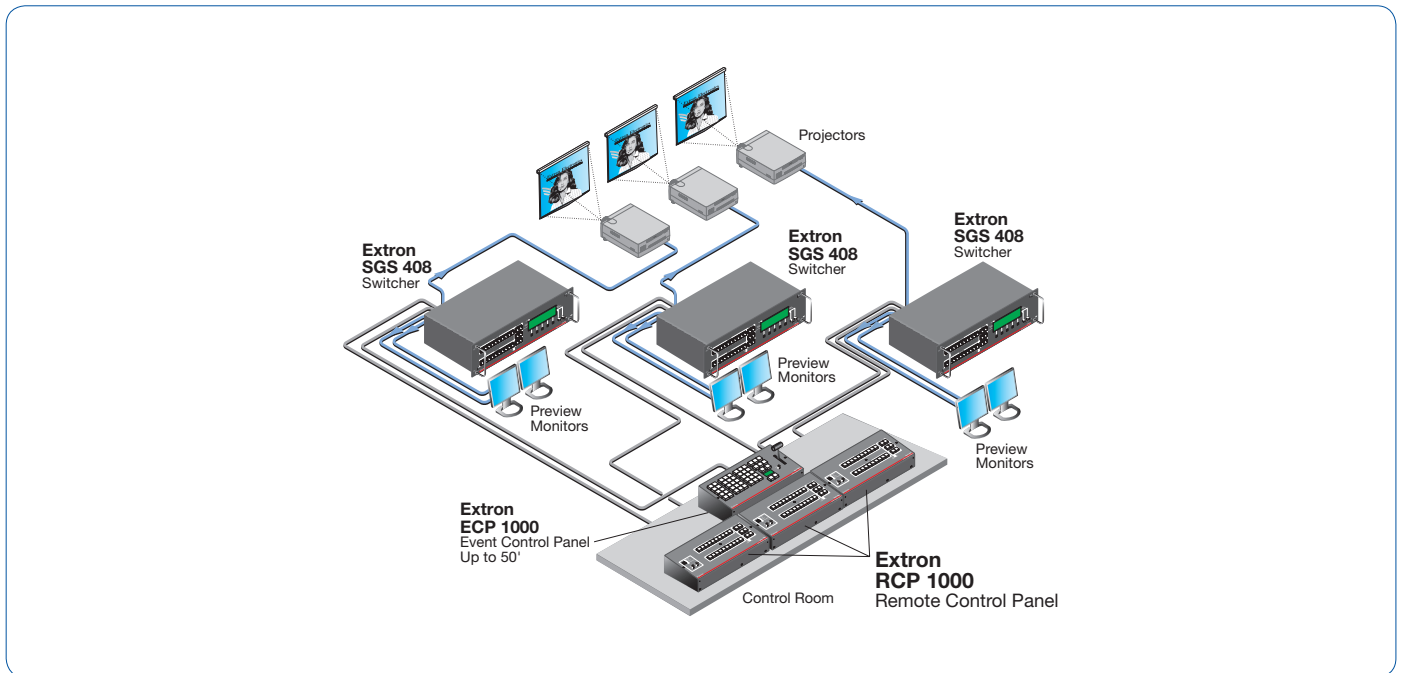 Projectors
Extron
SGS 408
Switcher
Extron
SGS 408
Switcher
Extron
SGS 408
Switcher
Preview
Monitors
Preview
Monitors
Preview
Monitors
Extron
ECP 1000
Event Control Panel
Up to 50'
Control Room
Extron
RCP 1000
Remote Control Panel